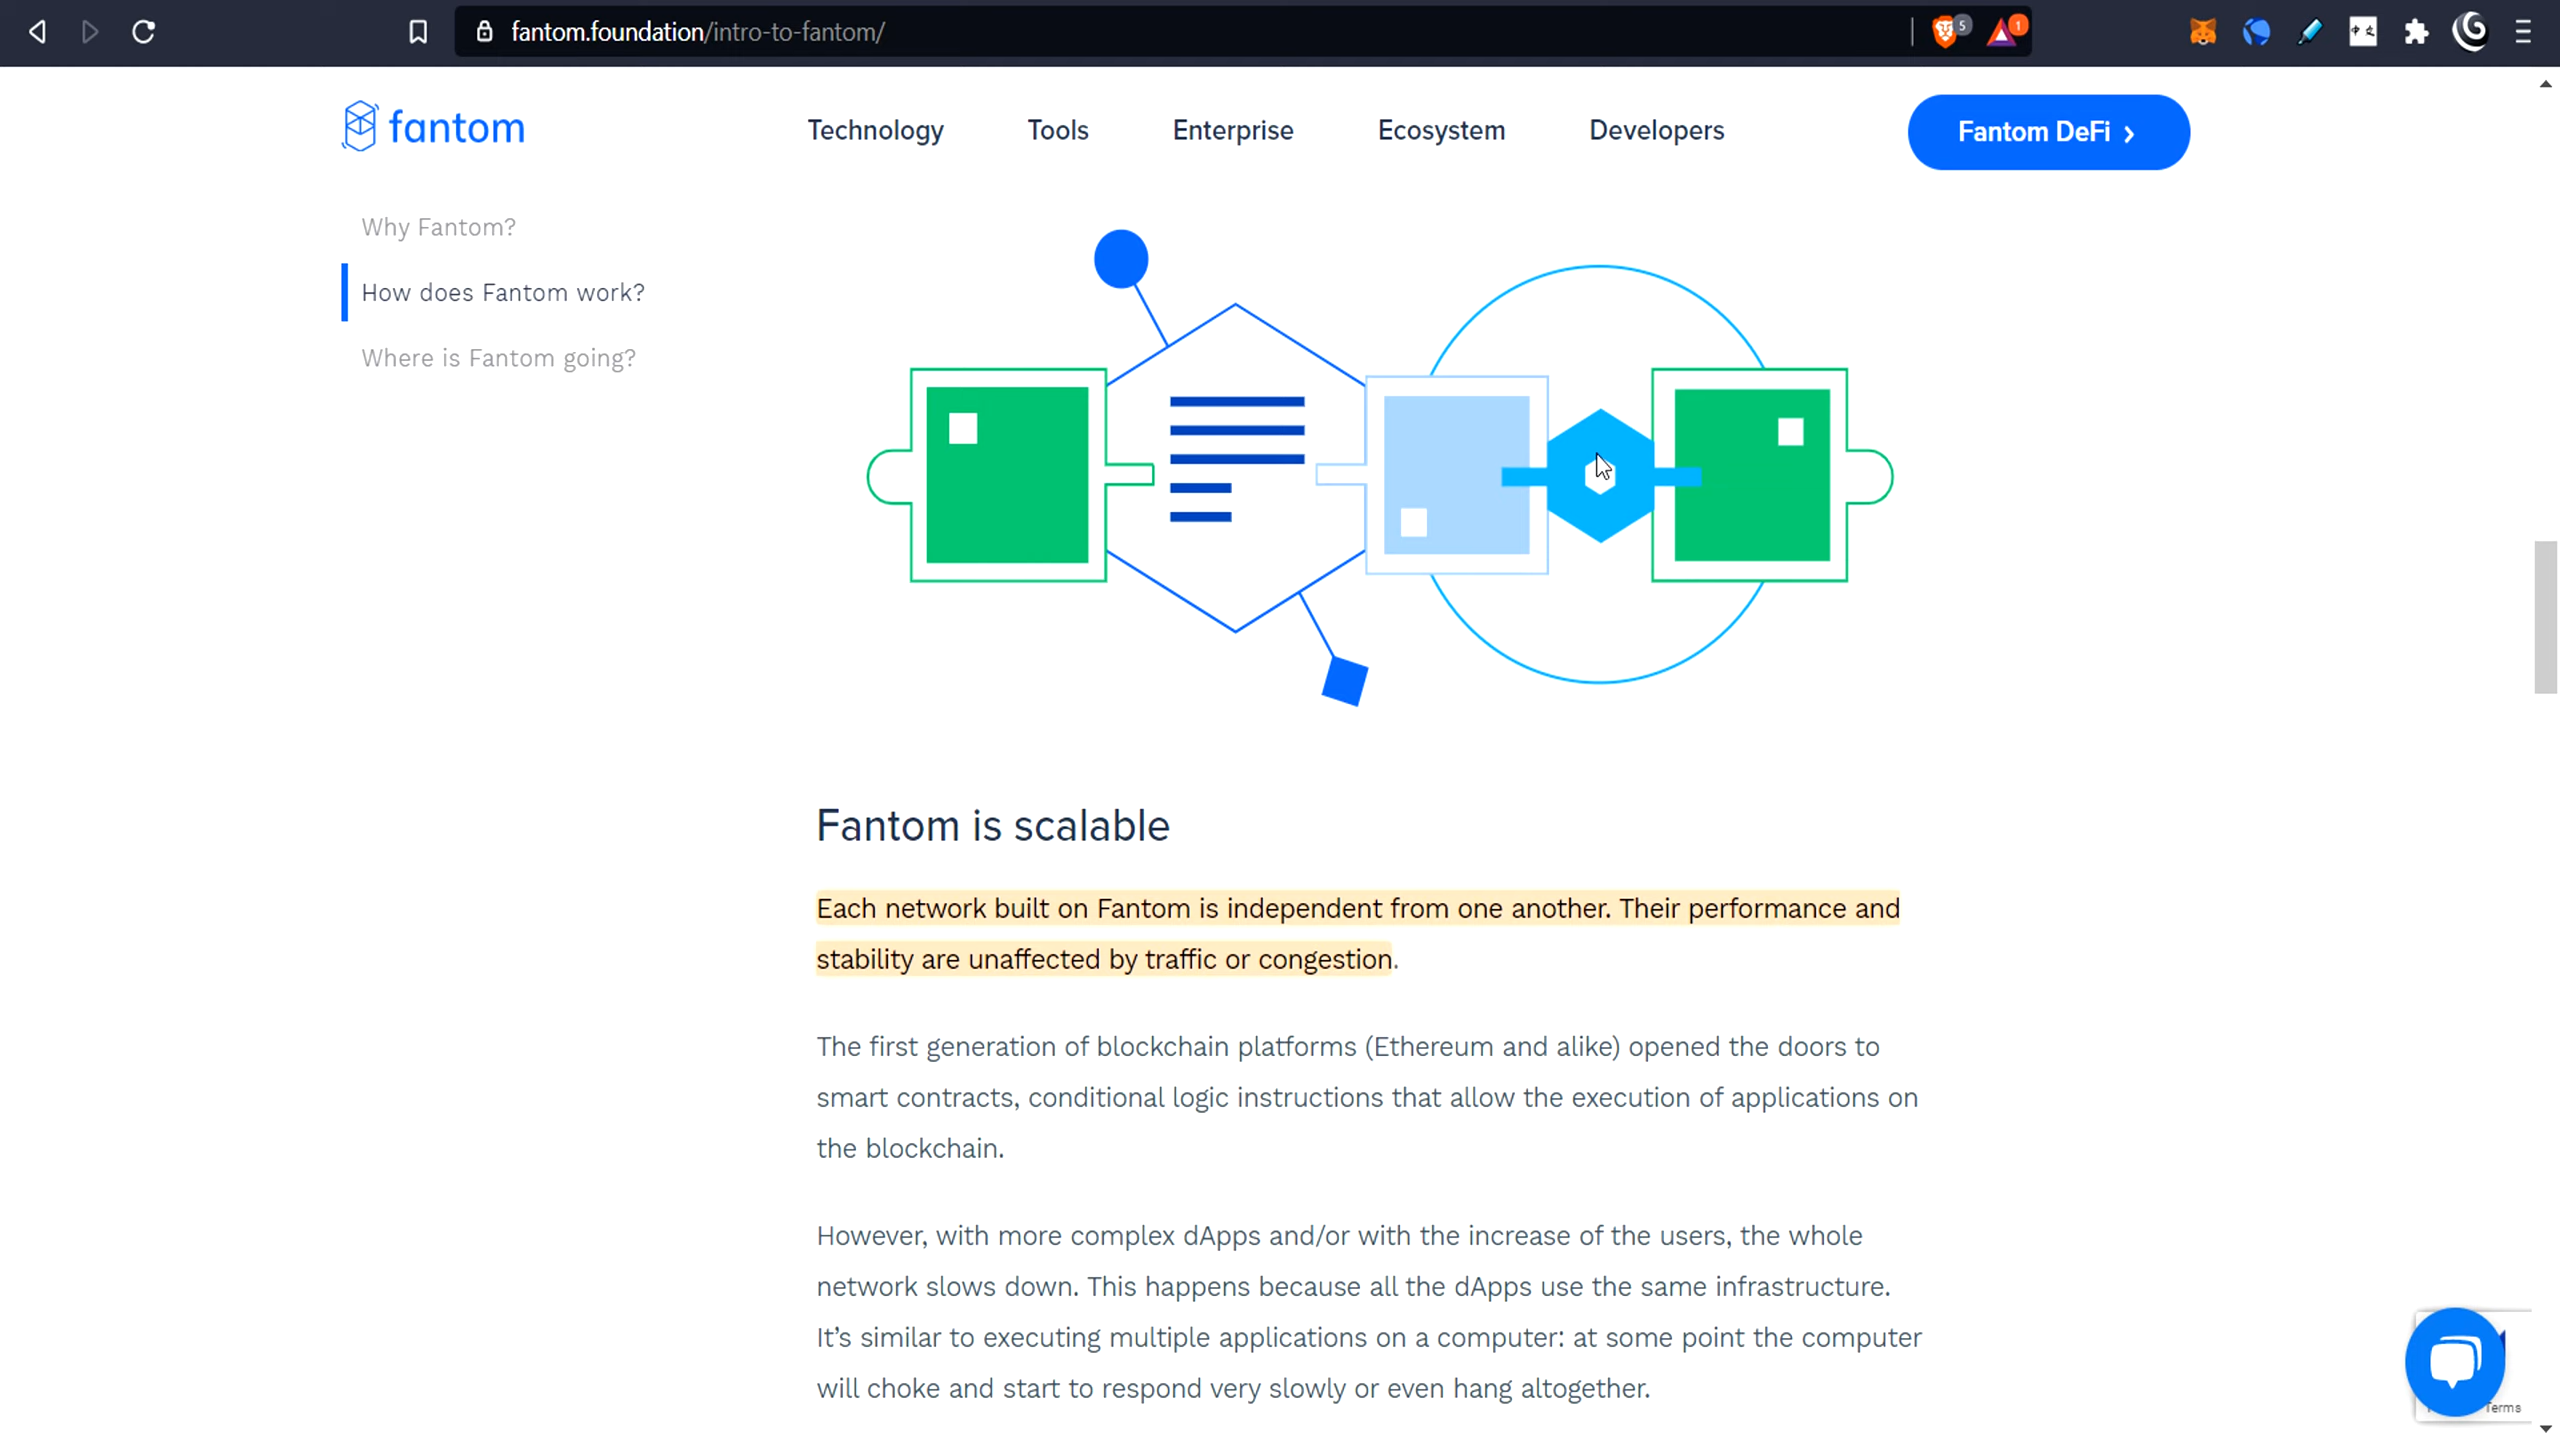 fantom.foundation/intro-to-fantom/
5
1
fantom
Technology
Tools
Enterprise
Ecosystem
Developers
Fantom DeFi ›
Why Fantom?
How does Fantom work?
Where is Fantom going?
Fantom is scalable
Each network built on Fantom is independent from one another. Their performance and
stability are unaffected by traffic or congestion.
The first generation of blockchain platforms (Ethereum and alike) opened the doors to
smart contracts, conditional logic instructions that allow the execution of applications on
the blockchain.
However, with more complex dApps and/or with the increase of the users, the whole
network slows down. This happens because all the dApps use the same infrastructure.
It’s similar to executing multiple applications on a computer: at some point the computer
will choke and start to respond very slowly or even hang altogether.
Terms